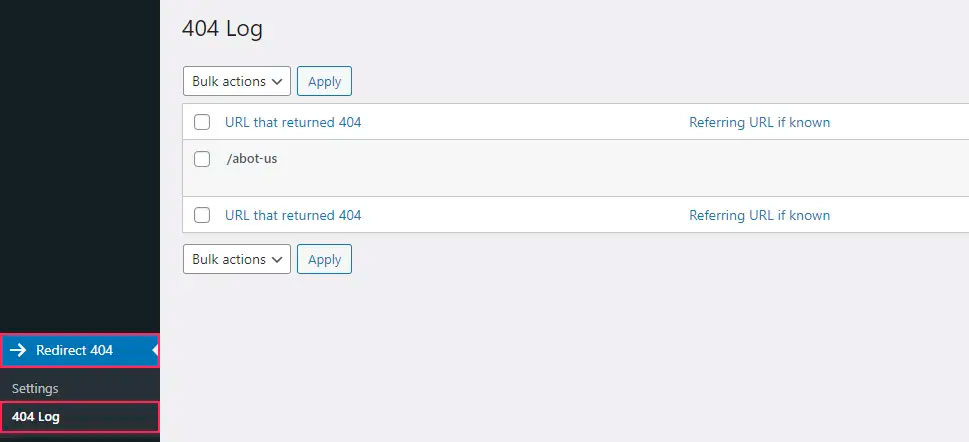 404 Log
Bulk actions Apply
URL that returned 404 Referring URL if known
/abot-us
URL that returned 404 Referring URL if known
Bulk actions Apply
Redirect 404
Settings
404 Log